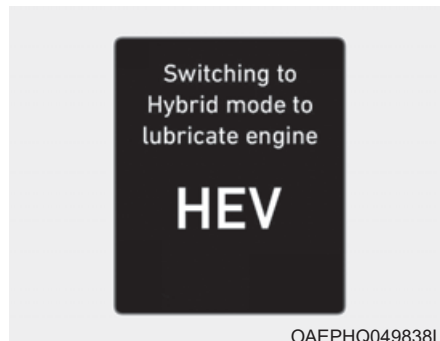 Switching to
Hybrid mode to
lubricate engine
HEV
OAEPHQ049838L